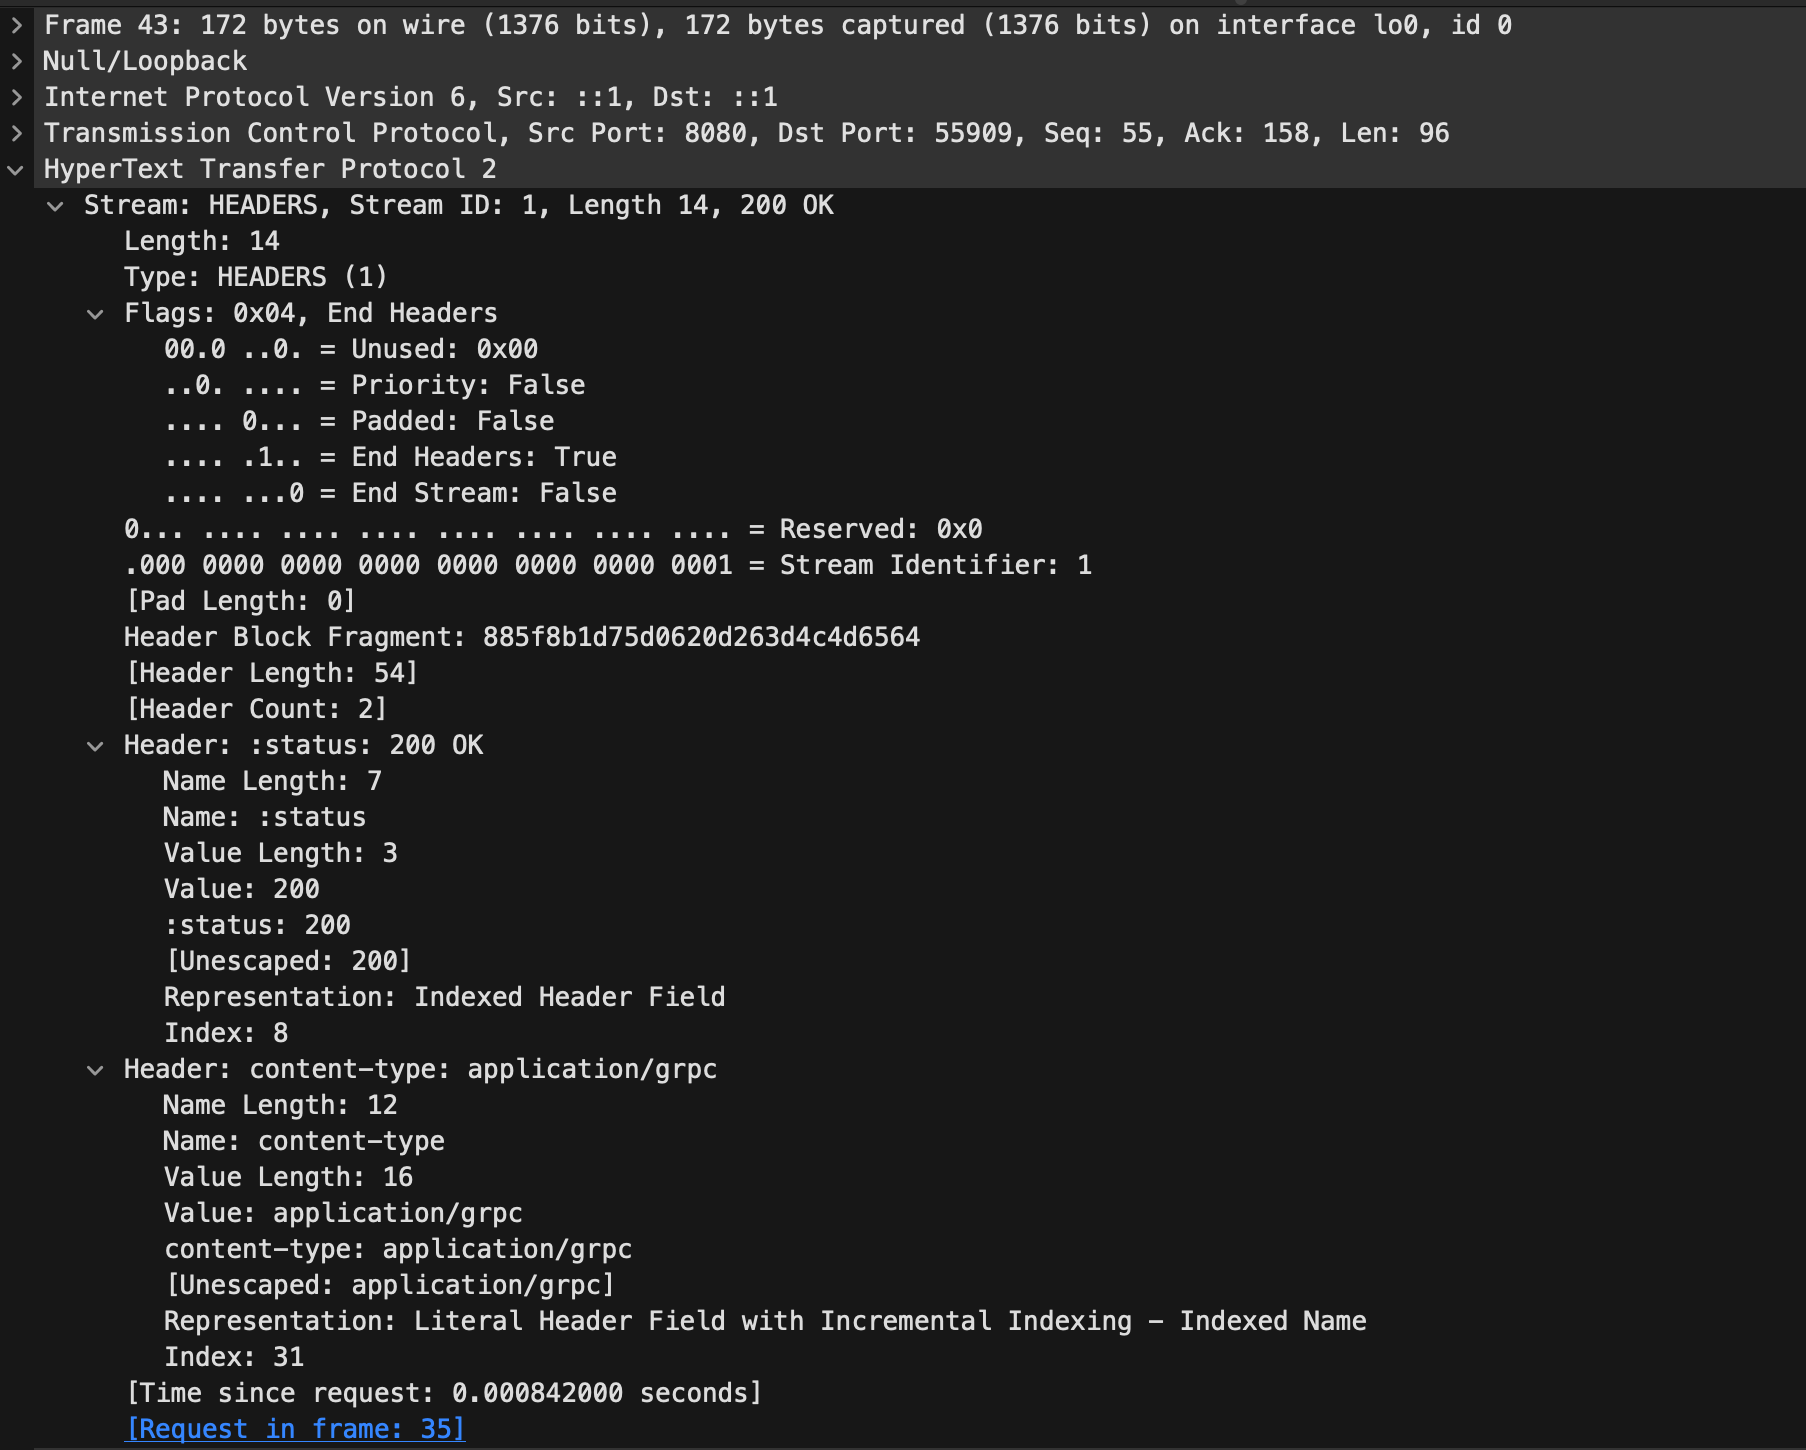 Frame 43: 172 bytes on wire (1376 bits), 172 bytes captured (1376 bits) on interface lo0, id 0
Null/Loopback
Internet Protocol Version 6, Src: ::1, Dst: ::1
Transmission Control Protocol, Src Port: 8080, Dst Port: 55909, Seq: 55, Ack: 158, Len: 96
HyperText Transfer Protocol 2
Stream: HEADERS, Stream ID: 1, Length 14, 200 OK
Length: 14
Type: HEADERS (1)
Flags: 0x04, End Headers
00.0 ..0. = Unused: 0x00
..0. .... = Priority: False
.... 0... = Padded: False
.... .1.. = End Headers: True
.... ...0 = End Stream: False
0... .... .... .... .... .... .... .... = Reserved: 0x0
.000 0000 0000 0000 0000 0000 0000 0001 = Stream Identifier: 1
[Pad Length: 0]
Header Block Fragment: 885f8b1d75d0620d263d4c4d6564
[Header Length: 54]
[Header Count: 2]
Header: :status: 200 OK
Name Length: 7
Name: :status
Value Length: 3
Value: 200
:status: 200
[Unescaped: 200]
Representation: Indexed Header Field
Index: 8
Header: content-type: application/grpc
Name Length: 12
Name: content-type
Value Length: 16
Value: application/grpc
content-type: application/grpc
[Unescaped: application/grpc]
Representation: Literal Header Field with Incremental Indexing - Indexed Name
Index: 31
[Time since request: 0.000842000 seconds]
[Request in frame: 35]